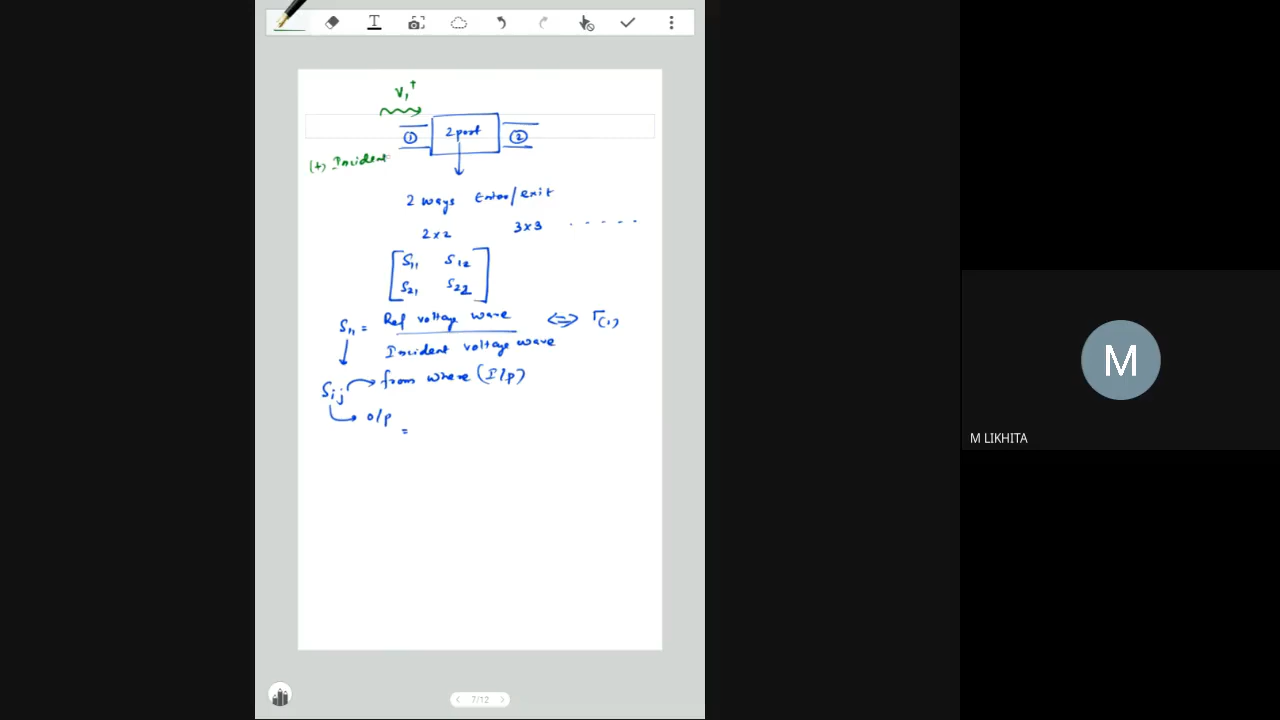 T
V1+
① 2 port ②
(+) Incident
2 ways Enter/exit
2x2 3x3 . - - - -
S11 S12
S21 S22
S11 = Ref voltage wave ⇔ Γ(1)
Incident voltage wave
Sij → from where (I/p)
→ o/p
=
7/12
M
M LIKHITA